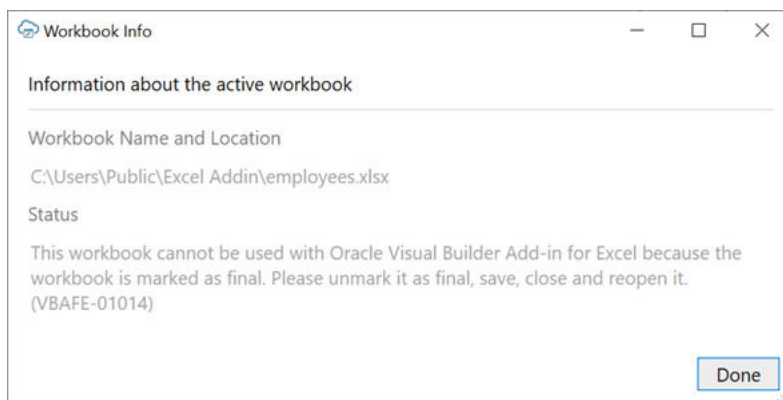 Workbook Info
Information about the active workbook
Workbook Name and Location
C:\Users\Public\Excel Addin\employees.xlsx
Status
This workbook cannot be used with Oracle Visual Builder Add-in for Excel because the
workbook is marked as final. Please unmark it as final, save, close and reopen it.
(VBAFE-01014)
Done